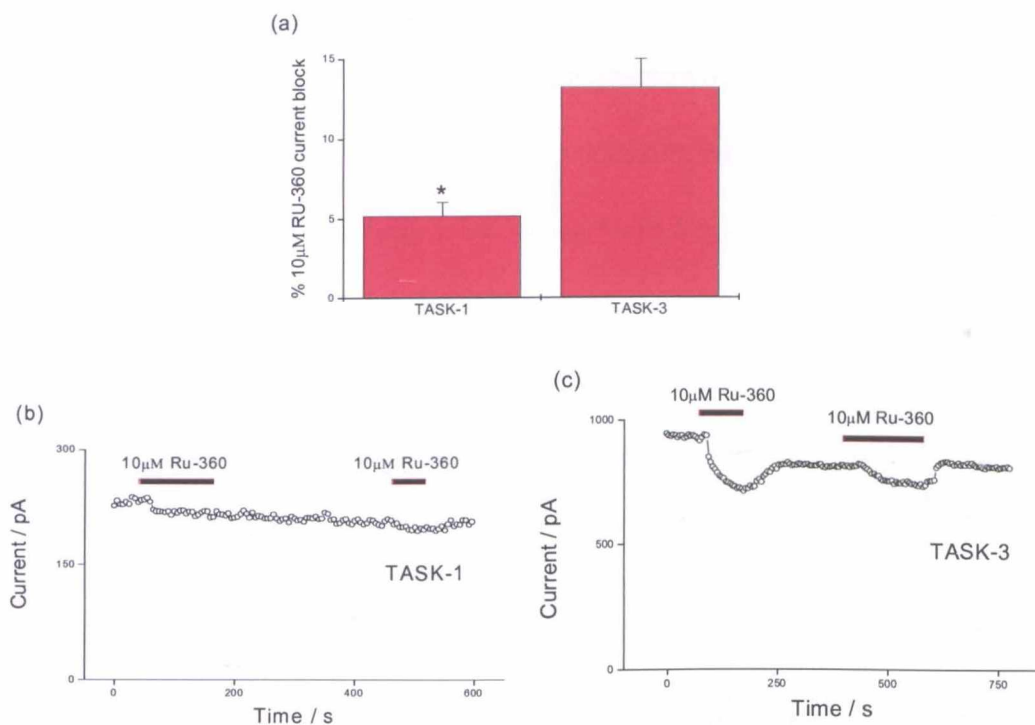 (a)
% 10μM RU-360 current block
15
10
5
0
*
TASK-1
TASK-3
(b)
10μM Ru-360
10μM Ru-360
Current / pA
300
150
0
TASK-1
0
200
400
600
Time / s
(c)
10μM Ru-360
10μM Ru-360
Current / pA
1000
500
0
TASK-3
0
250
500
750
Time / s